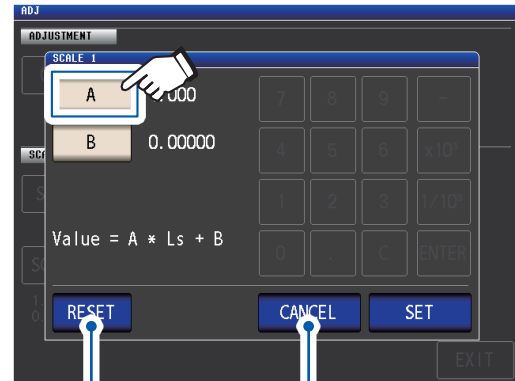 ADJ
ADJUSTMENT
SCALE 1
A .000
7 8 9 -
B 0.00000
4 5 6 x10³
1 2 3 1/10³
Value = A * Ls + B
0 . C ENTER
RESET CANCEL SET
EXIT